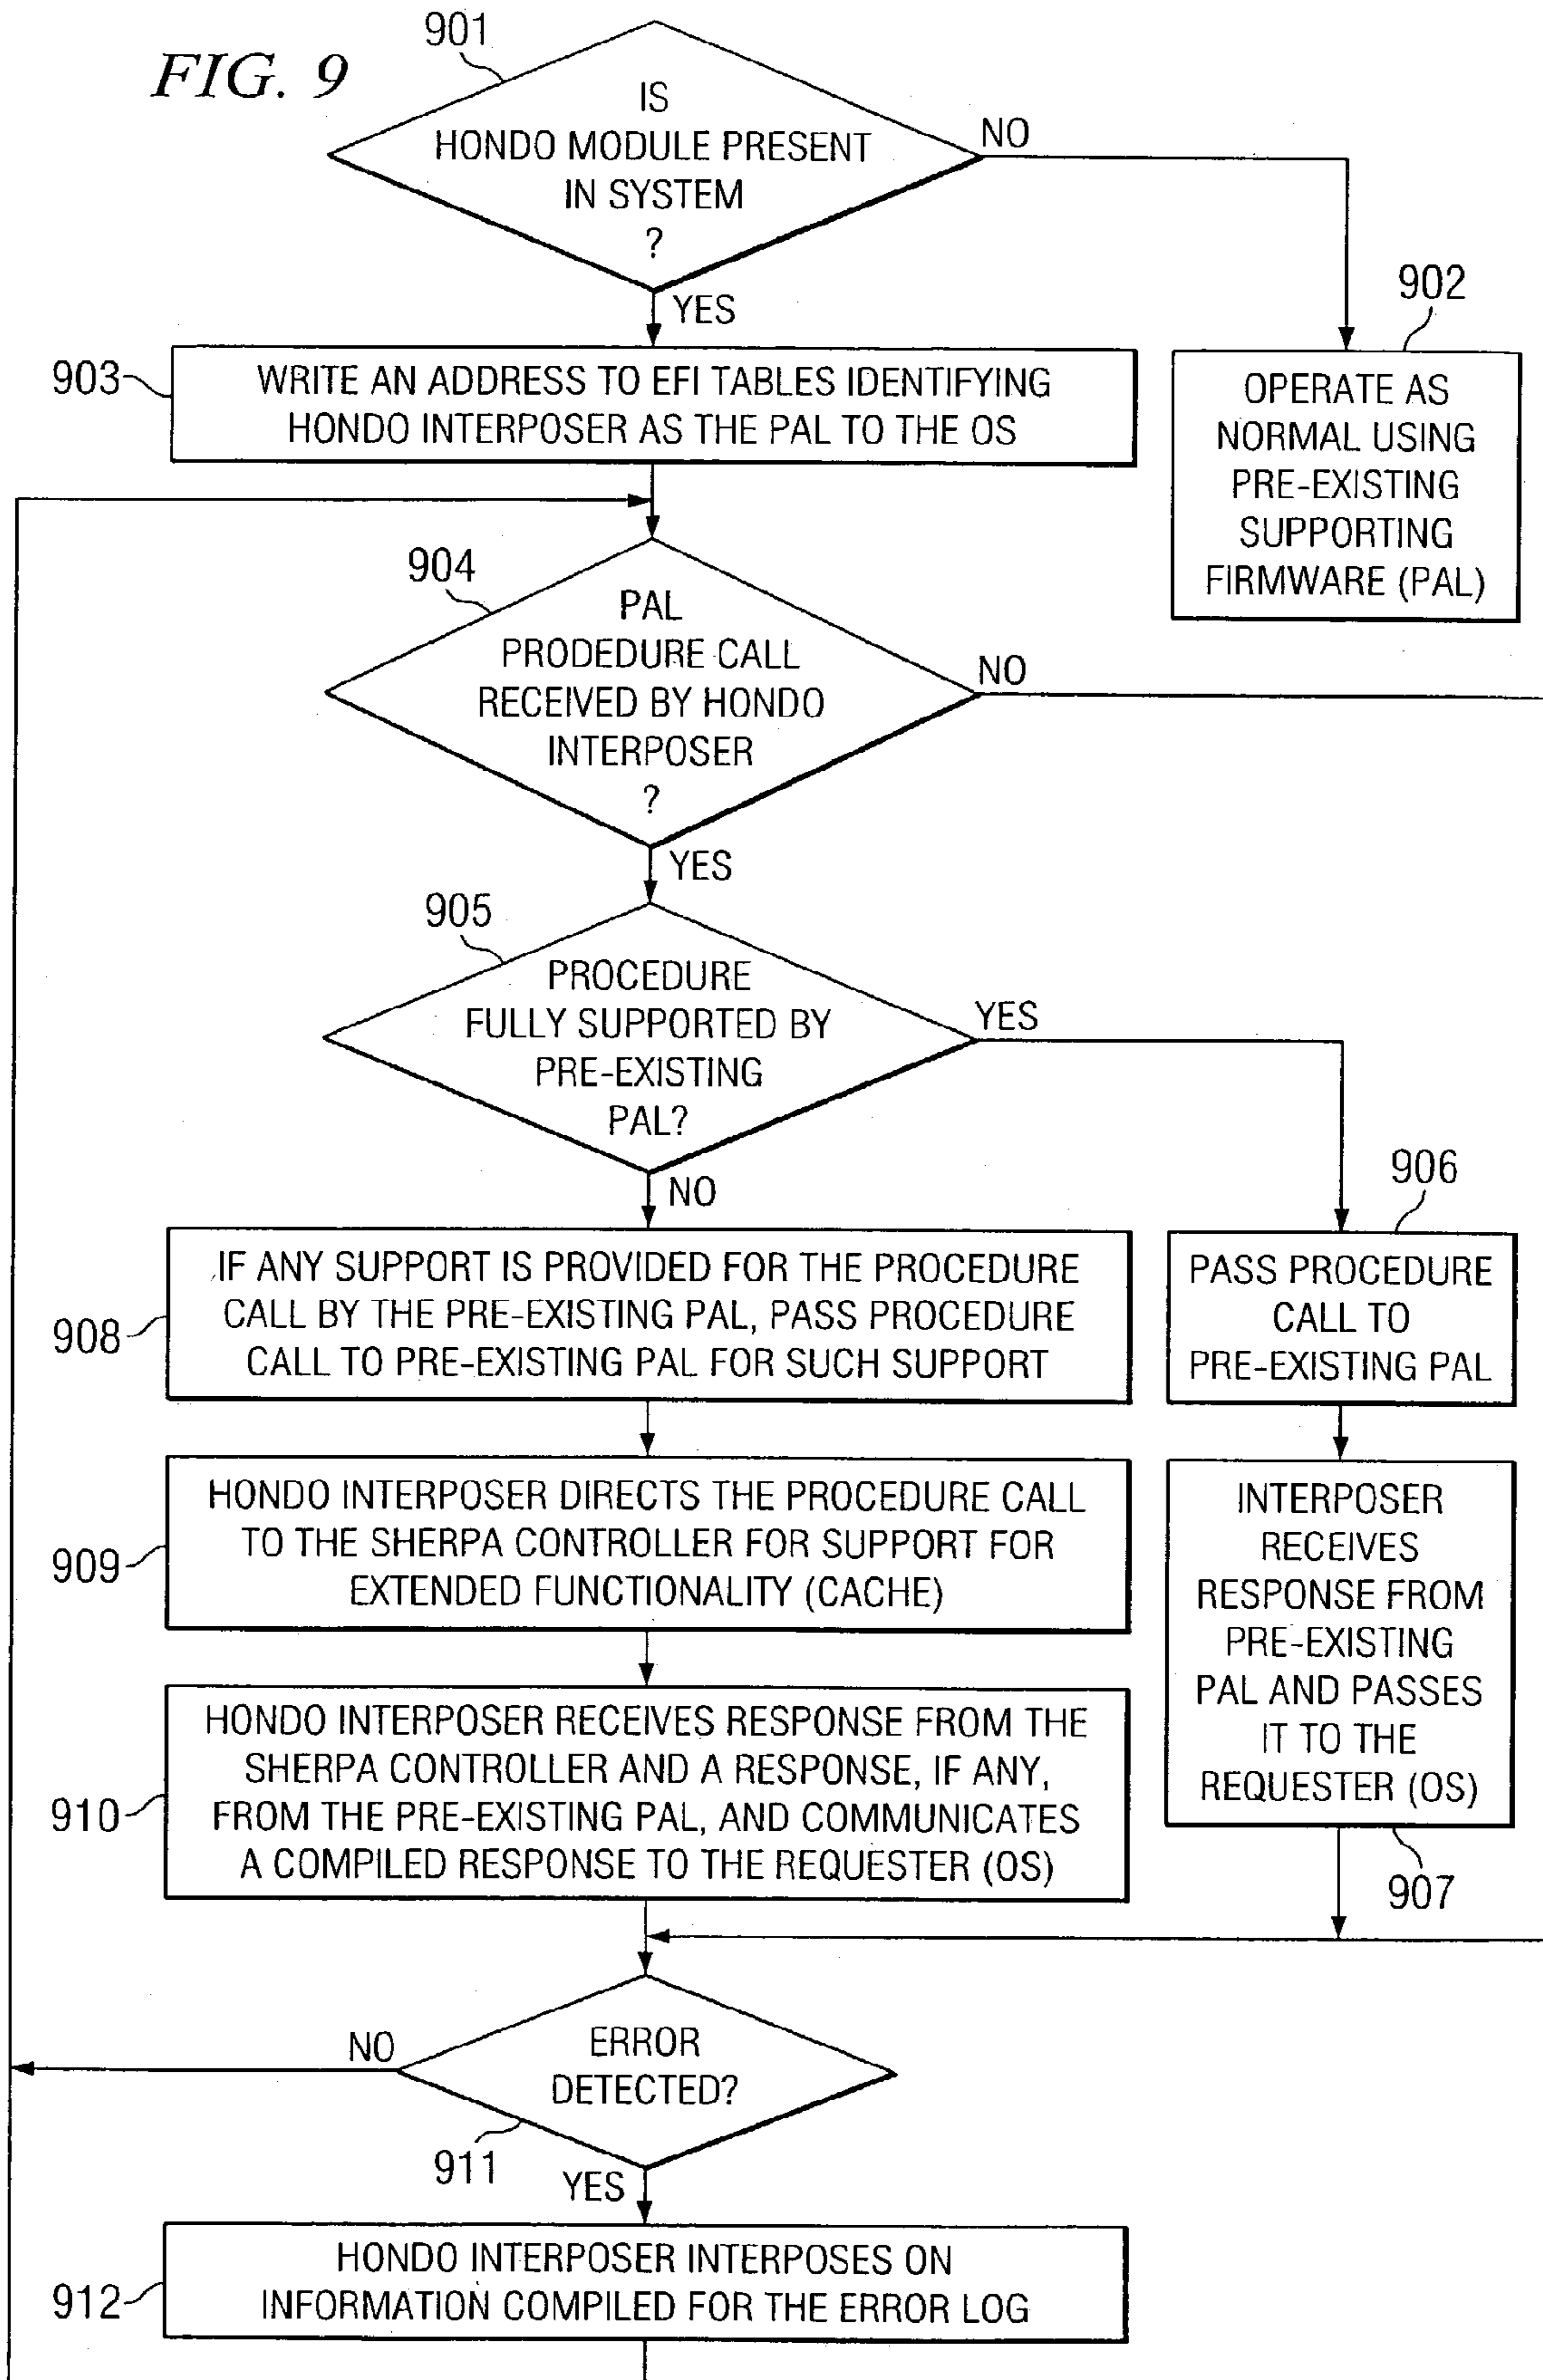 FIG. 9
901
IS
HONDO MODULE PRESENT
IN SYSTEM
?
NO
YES
902
OPERATE AS
NORMAL USING
PRE-EXISTING
SUPPORTING
FIRMWARE (PAL)
903
WRITE AN ADDRESS TO EFI TABLES IDENTIFYING
HONDO INTERPOSER AS THE PAL TO THE OS
904
PAL
PRODEDURE CALL
RECEIVED BY HONDO
INTERPOSER
?
NO
YES
905
PROCEDURE
FULLY SUPPORTED BY
PRE-EXISTING
PAL?
YES
NO
906
PASS PROCEDURE
CALL TO
PRE-EXISTING PAL
908
IF ANY SUPPORT IS PROVIDED FOR THE PROCEDURE
CALL BY THE PRE-EXISTING PAL, PASS PROCEDURE
CALL TO PRE-EXISTING PAL FOR SUCH SUPPORT
909
HONDO INTERPOSER DIRECTS THE PROCEDURE CALL
TO THE SHERPA CONTROLLER FOR SUPPORT FOR
EXTENDED FUNCTIONALITY (CACHE)
INTERPOSER
RECEIVES
RESPONSE FROM
PRE-EXISTING
PAL AND PASSES
IT TO THE
REQUESTER (OS)
907
910
HONDO INTERPOSER RECEIVES RESPONSE FROM THE
SHERPA CONTROLLER AND A RESPONSE, IF ANY,
FROM THE PRE-EXISTING PAL, AND COMMUNICATES
A COMPILED RESPONSE TO THE REQUESTER (OS)
NO
ERROR
DETECTED?
911
YES
912
HONDO INTERPOSER INTERPOSES ON
INFORMATION COMPILED FOR THE ERROR LOG